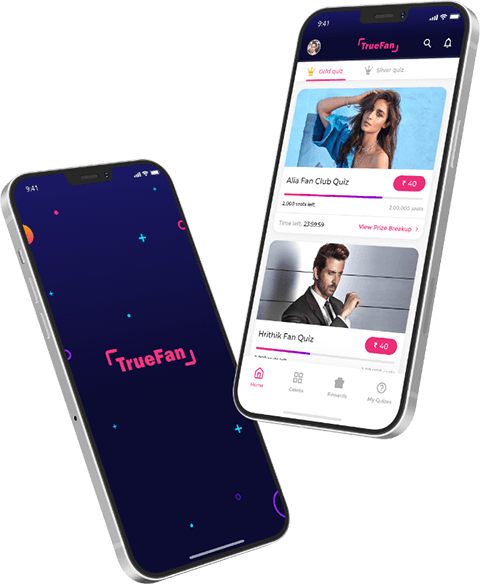 9:41
TrueFan
Gold quiz Silver quiz
Alia Fan Club Quiz ₹ 40
2,000 seats left 2,00,000 seats
Time left: 23:59:59 View Prize Breakup >
Hrithik Fan Quiz ₹ 40
Home Celebs Rewards My Quizes
9:41
TrueFan